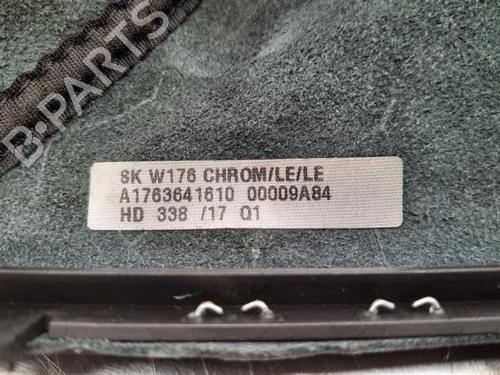 B-PARTS
SK W176 CHROM/LE/LE
A1763641610 00009A84
HD 338 /17 Q1